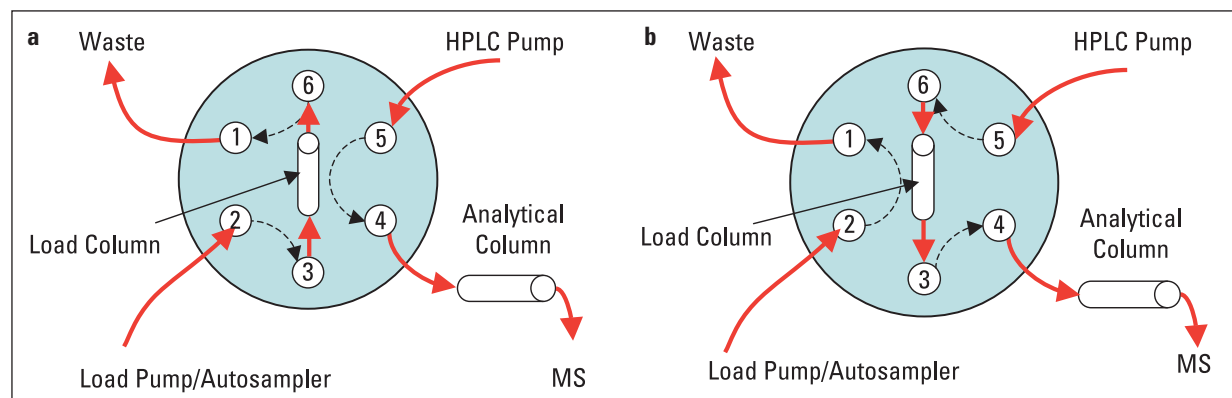 a
Waste
HPLC Pump
6
1
5
2
4
3
Load Column
Analytical
Column
Load Pump/Autosampler
MS
b
Waste
HPLC Pump
6
1
5
2
4
3
Load Column
Analytical
Column
Load Pump/Autosampler
MS